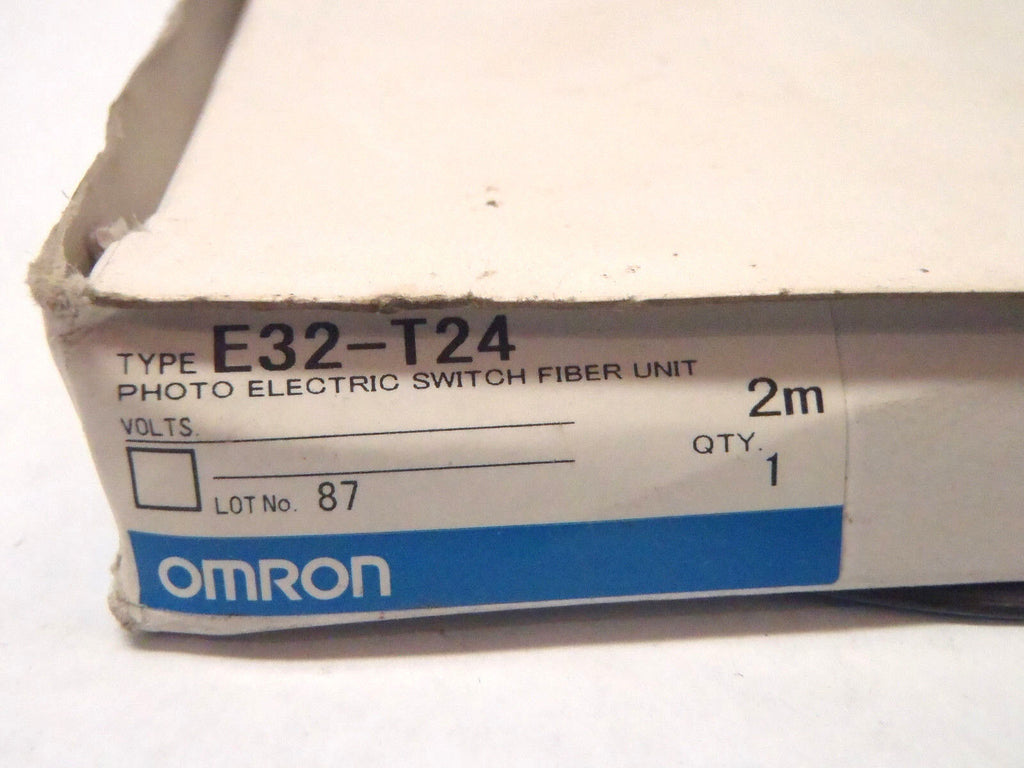 TYPE E32-T24
PHOTO ELECTRIC SWITCH FIBER UNIT
2m
VOLTS.
QTY.
1
LOT No. 87
OMRON